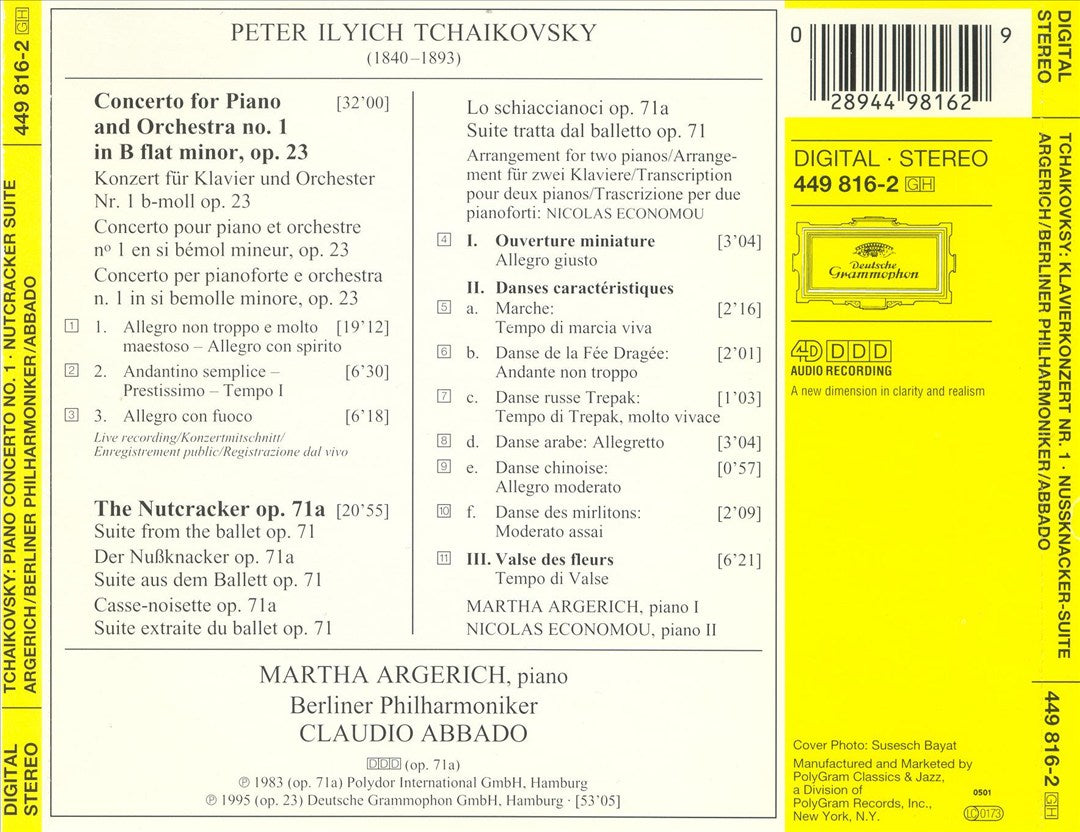 DIGITAL
STEREO
TCHAIKOVSKY: PIANO CONCERTO NO. 1 · NUTCRACKER SUITE
ARGERICH/BERLINER PHILHARMONIKER/ABBADO
449 816-2 GH
PETER ILYICH TCHAIKOVSKY
(1840–1893)
Concerto for Piano [32'00]
and Orchestra no. 1
in B flat minor, op. 23
Konzert für Klavier und Orchester
Nr. 1 b-moll op. 23
Concerto pour piano et orchestre
nº 1 en si bémol mineur, op. 23
Concerto per pianoforte e orchestra
n. 1 in si bemolle minore, op. 23
1 1. Allegro non troppo e molto [19'12]
maestoso – Allegro con spirito
2 2. Andantino semplice – [6'30]
Prestissimo – Tempo I
3 3. Allegro con fuoco [6'18]
Live recording/Konzertmitschnitt/
Enregistrement public/Registrazione dal vivo
The Nutcracker op. 71a [20'55]
Suite from the ballet op. 71
Der Nußknacker op. 71a
Suite aus dem Ballett op. 71
Casse-noisette op. 71a
Suite extraite du ballet op. 71
Lo schiaccianoci op. 71a
Suite tratta dal balletto op. 71
Arrangement for two pianos/Arrange-
ment für zwei Klaviere/Transcription
pour deux pianos/Trascrizione per due
pianoforti: NICOLAS ECONOMOU
4 I. Ouverture miniature [3'04]
Allegro giusto
II. Danses caractéristiques
5 a. Marche: [2'16]
Tempo di marcia viva
6 b. Danse de la Fée Dragée: [2'01]
Andante non troppo
7 c. Danse russe Trepak: [1'03]
Tempo di Trepak, molto vivace
8 d. Danse arabe: Allegretto [3'04]
9 e. Danse chinoise: [0'57]
Allegro moderato
10 f. Danse des mirlitons: [2'09]
Moderato assai
11 III. Valse des fleurs [6'21]
Tempo di Valse
MARTHA ARGERICH, piano I
NICOLAS ECONOMOU, piano II
MARTHA ARGERICH, piano
Berliner Philharmoniker
CLAUDIO ABBADO
DDD (op. 71a)
℗ 1983 (op. 71a) Polydor International GmbH, Hamburg
℗ 1995 (op. 23) Deutsche Grammophon GmbH, Hamburg · [53'05]
0 28944 98162 9
DIGITAL · STEREO
449 816-2 GH
Deutsche
Grammophon
4D DDD
AUDIO RECORDING
A new dimension in clarity and realism
Cover Photo: Susesch Bayat
Manufactured and Marketed by
PolyGram Classics & Jazz,
a Division of
PolyGram Records, Inc.,
New York, N.Y.
0501
LC 0173
DIGITAL
STEREO
TCHAIKOVKSY: KLAVIERKONZERT NR. 1 · NUSSKNACKER-SUITE
ARGERICH/BERLINER PHILHARMONIKER/ABBADO
449 816-2 GH